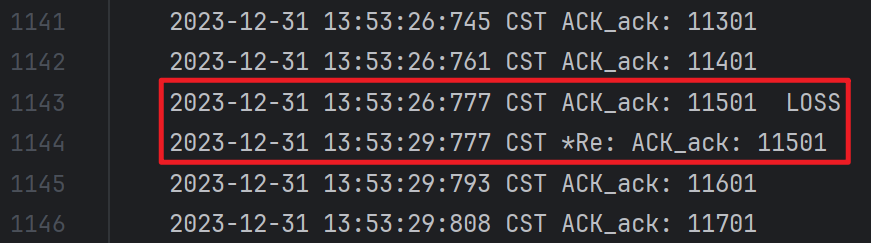 1141 2023-12-31 13:53:26:745 CST ACK_ack: 11301
1142 2023-12-31 13:53:26:761 CST ACK_ack: 11401
1143 2023-12-31 13:53:26:777 CST ACK_ack: 11501  LOSS
1144 2023-12-31 13:53:29:777 CST *Re: ACK_ack: 11501
1145 2023-12-31 13:53:29:793 CST ACK_ack: 11601
1146 2023-12-31 13:53:29:808 CST ACK_ack: 11701